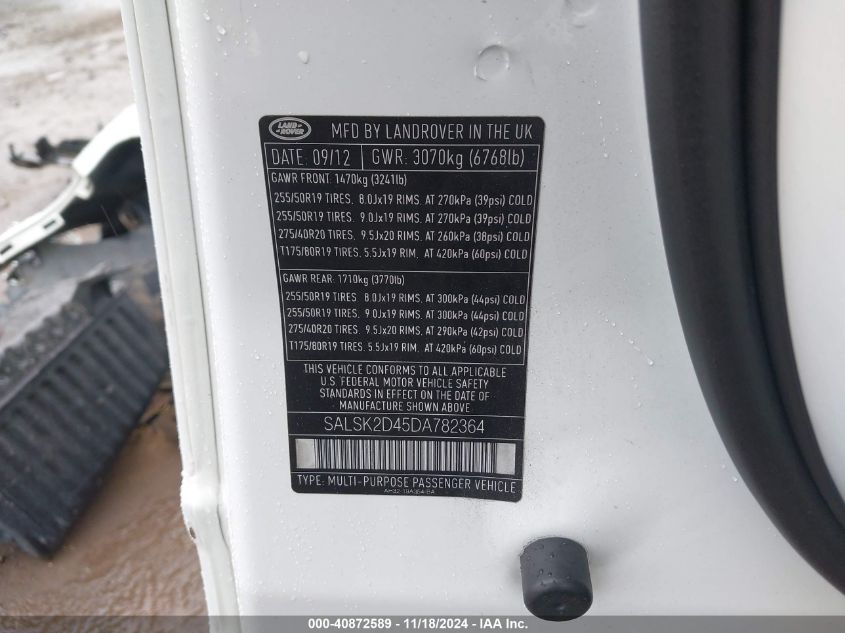 LAND
ROVER
MFD BY LANDROVER IN THE UK
DATE: 09/12 GWR: 3070kg (6768lb)
GAWR FRONT: 1470kg (3241lb)
255/50R19 TIRES, 8.0Jx19 RIMS, AT 270kPa (39psi) COLD
255/50R19 TIRES, 9.0Jx19 RIMS, AT 270kPa (39psi) COLD
275/40R20 TIRES, 9.5Jx20 RIMS, AT 260kPa (38psi) COLD
T175/80R19 TIRES, 5.5Jx19 RIM, AT 420kPa (60psi) COLD
GAWR REAR: 1710kg (3770lb)
255/50R19 TIRES, 8.0Jx19 RIMS, AT 300kPa (44psi) COLD
255/50R19 TIRES, 9.0Jx19 RIMS, AT 300kPa (44psi) COLD
275/40R20 TIRES, 9.5Jx20 RIMS, AT 290kPa (42psi) COLD
T175/80R19 TIRES, 5.5Jx19 RIM, AT 420kPa (60psi) COLD
THIS VEHICLE CONFORMS TO ALL APPLICABLE
U.S. FEDERAL MOTOR VEHICLE SAFETY
STANDARDS IN EFFECT ON THE DATE OF
MANUFACTURE SHOWN ABOVE
SALSK2D45DA782364
TYPE: MULTI-PURPOSE PASSENGER VEHICLE
000-40872589 - 11/18/2024 - IAA Inc.